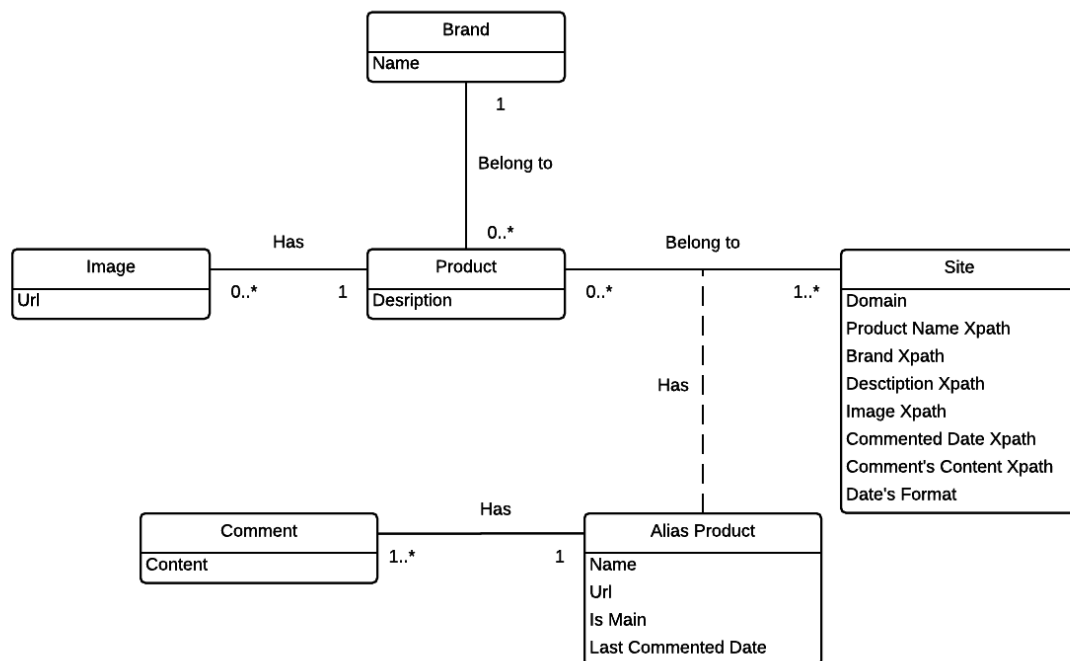 Brand
Name
1
Belong to
0..*
Has
Belong to
Image
Url
0..*
1
Product
Desription
0..*
1..*
Site
Domain
Product Name Xpath
Brand Xpath
Desctiption Xpath
Image Xpath
Commented Date Xpath
Comment's Content Xpath
Date's Format
Has
Comment
Content
Has
1..*
1
Alias Product
Name
Url
Is Main
Last Commented Date